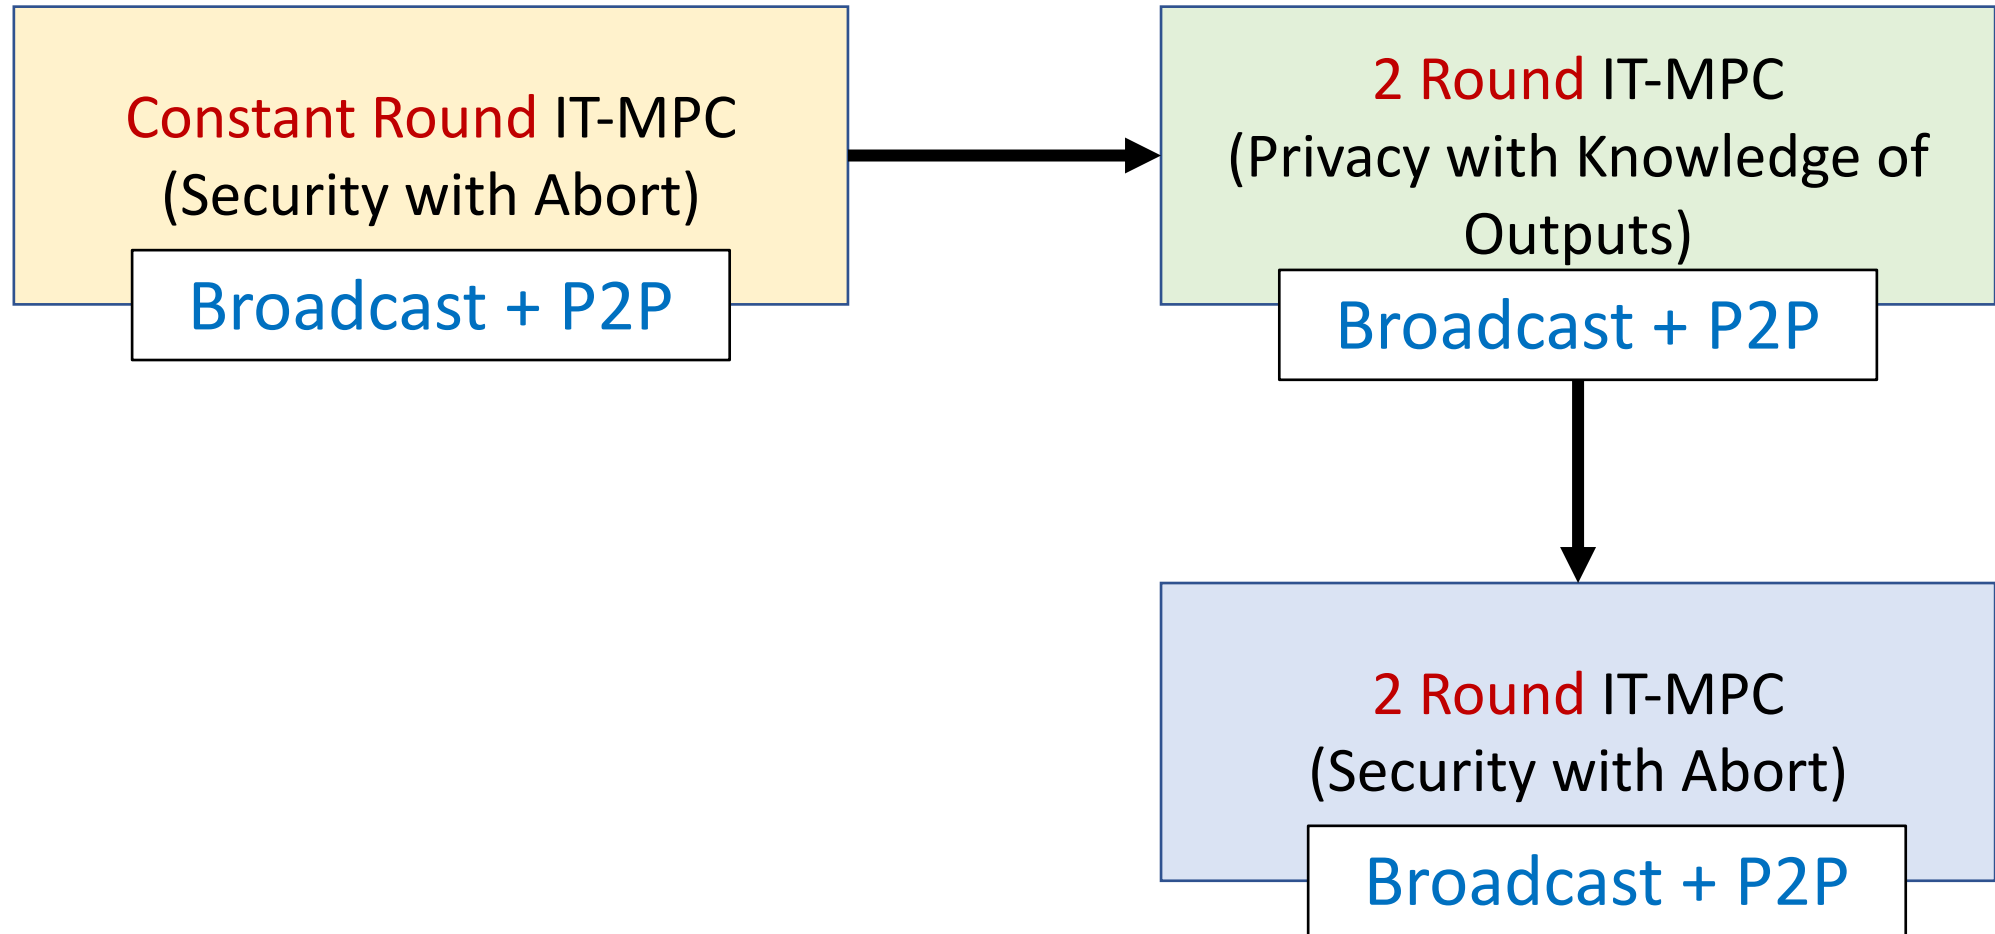 Constant Round IT-MPC
(Security with Abort)
Broadcast + P2P
2 Round IT-MPC
(Privacy with Knowledge of
Outputs)
Broadcast + P2P
2 Round IT-MPC
(Security with Abort)
Broadcast + P2P